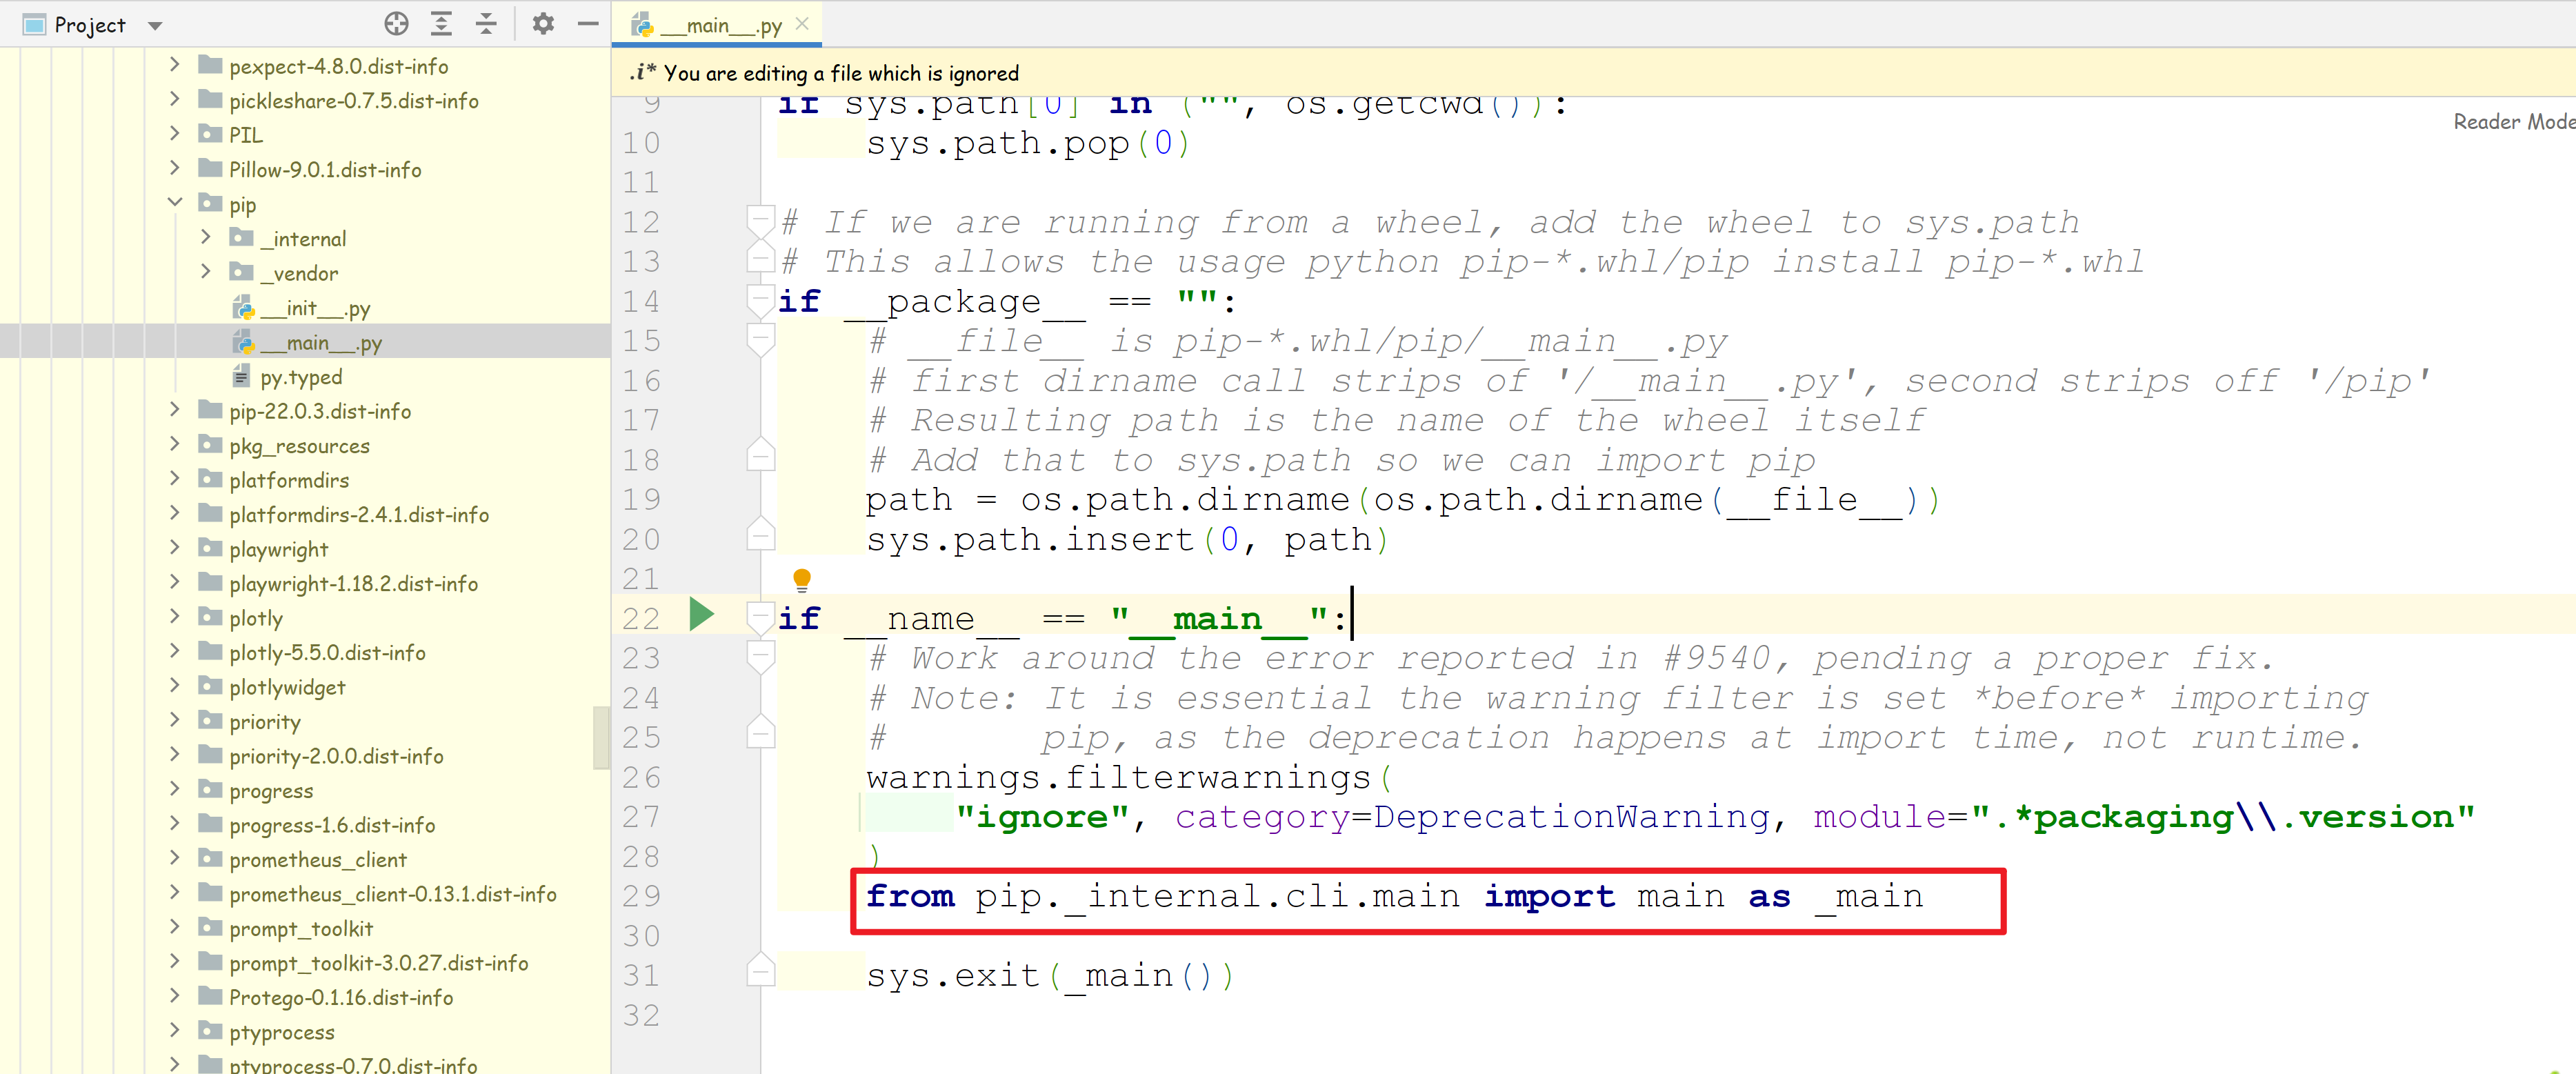 Project
pexpect-4.8.0.dist-info
pickleshare-0.7.5.dist-info
PIL
Pillow-9.0.1.dist-info
pip
_internal
_vendor
__init__.py
__main__.py
py.typed
pip-22.0.3.dist-info
pkg_resources
platformdirs
platformdirs-2.4.1.dist-info
playwright
playwright-1.18.2.dist-info
plotly
plotly-5.5.0.dist-info
plotlywidget
priority
priority-2.0.0.dist-info
progress
progress-1.6.dist-info
prometheus_client
prometheus_client-0.13.1.dist-info
prompt_toolkit
prompt_toolkit-3.0.27.dist-info
Protego-0.1.16.dist-info
ptyprocess
ptyprocess-0.7.0.dist-info
__main__.py
.i* You are editing a file which is ignored
Reader Mode
9 if sys.path[0] in ("", os.getcwd()):
10     sys.path.pop(0)
11
12 # If we are running from a wheel, add the wheel to sys.path
13 # This allows the usage python pip-*.whl/pip install pip-*.whl
14 if __package__ == "":
15     # __file__ is pip-*.whl/pip/__main__.py
16     # first dirname call strips of '/__main__.py', second strips off '/pip'
17     # Resulting path is the name of the wheel itself
18     # Add that to sys.path so we can import pip
19     path = os.path.dirname(os.path.dirname(__file__))
20     sys.path.insert(0, path)
21
22 if __name__ == "__main__":
23     # Work around the error reported in #9540, pending a proper fix.
24     # Note: It is essential the warning filter is set *before* importing
25     #       pip, as the deprecation happens at import time, not runtime.
26     warnings.filterwarnings(
27         "ignore", category=DeprecationWarning, module=".*packaging\\.version"
28     )
29     from pip._internal.cli.main import main as _main
30
31     sys.exit(_main())
32